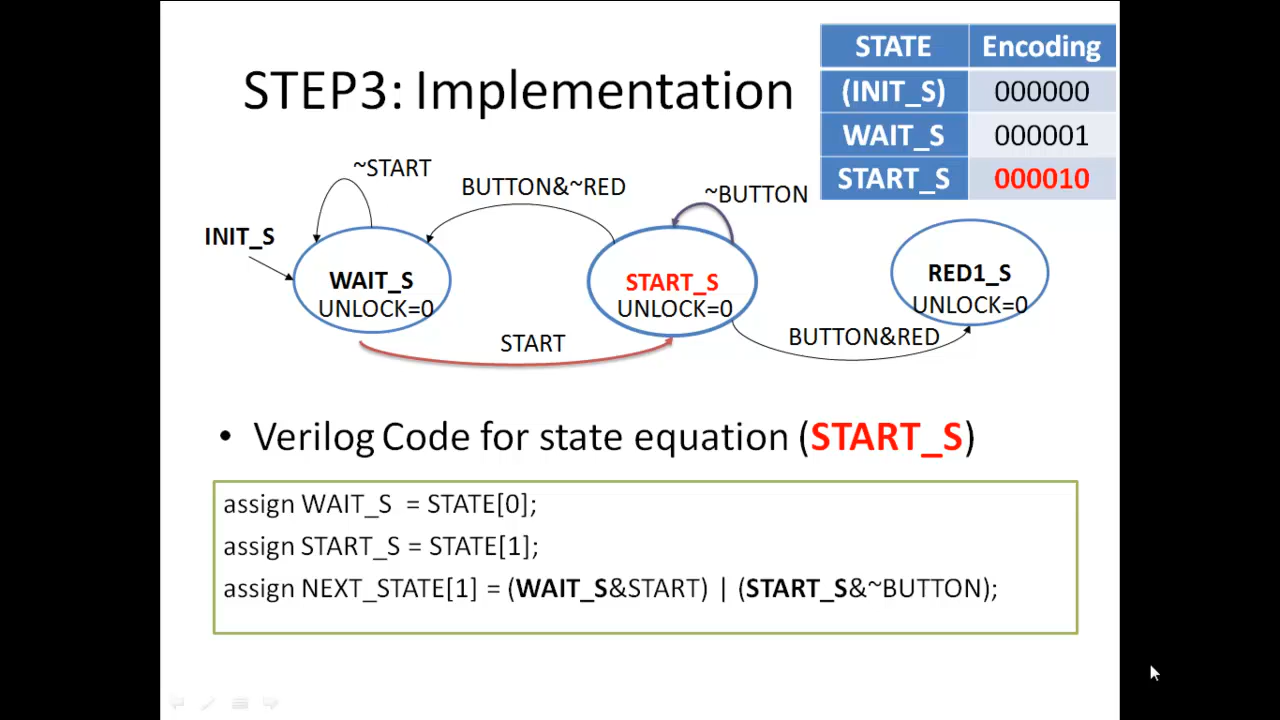 STEP3: Implementation
STATE Encoding
(INIT_S) 000000
WAIT_S 000001
START_S 000010
~START
BUTTON&~RED
~BUTTON
INIT_S
WAIT_S
UNLOCK=0
START_S
UNLOCK=0
RED1_S
UNLOCK=0
START
BUTTON&RED
• Verilog Code for state equation (START_S)
assign WAIT_S = STATE[0];
assign START_S = STATE[1];
assign NEXT_STATE[1] = (WAIT_S&START) | (START_S&~BUTTON);